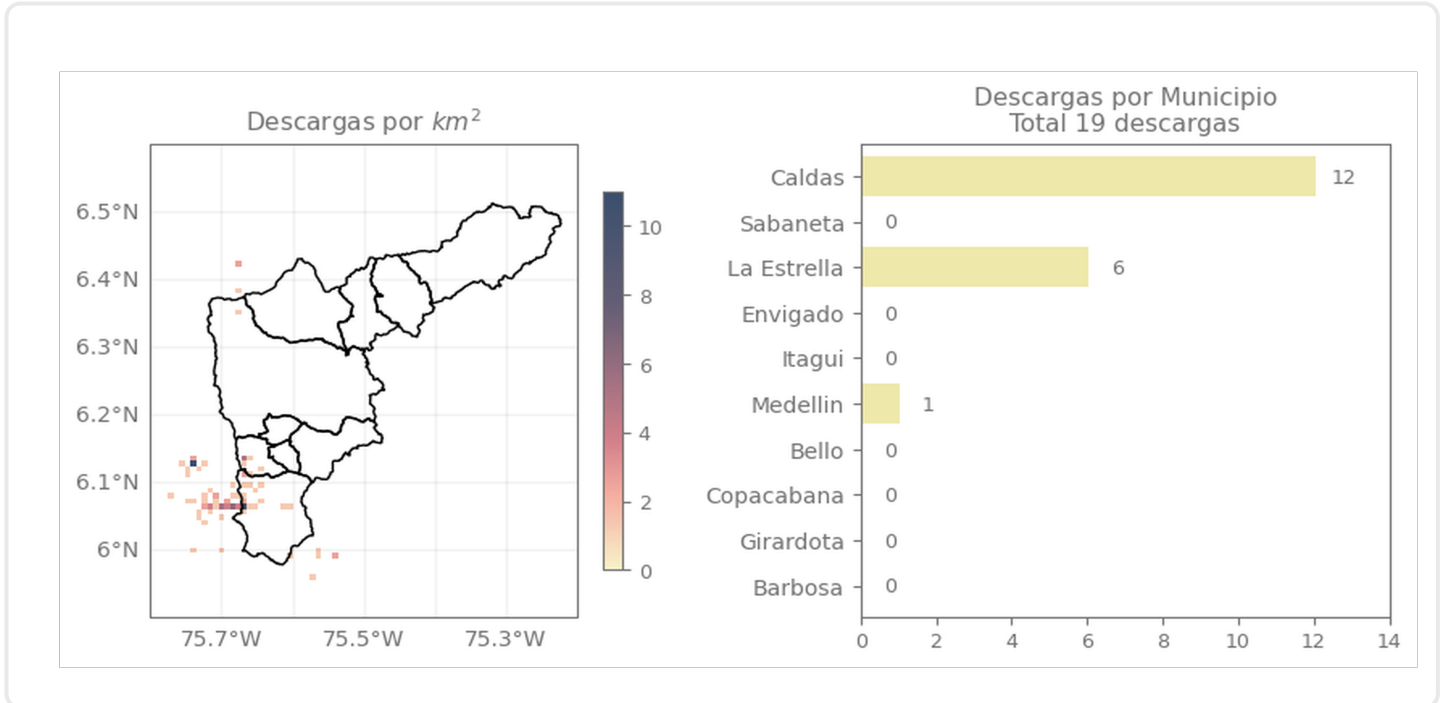 Descargas por km²
6.5°N
6.4°N
6.3°N
6.2°N
6.1°N
6°N
75.7°W 75.5°W 75.3°W
10
8
6
4
2
0
Descargas por Municipio
Total 19 descargas
Caldas 12
Sabaneta 0
La Estrella 6
Envigado 0
Itagui 0
Medellin 1
Bello 0
Copacabana 0
Girardota 0
Barbosa 0
0 2 4 6 8 10 12 14